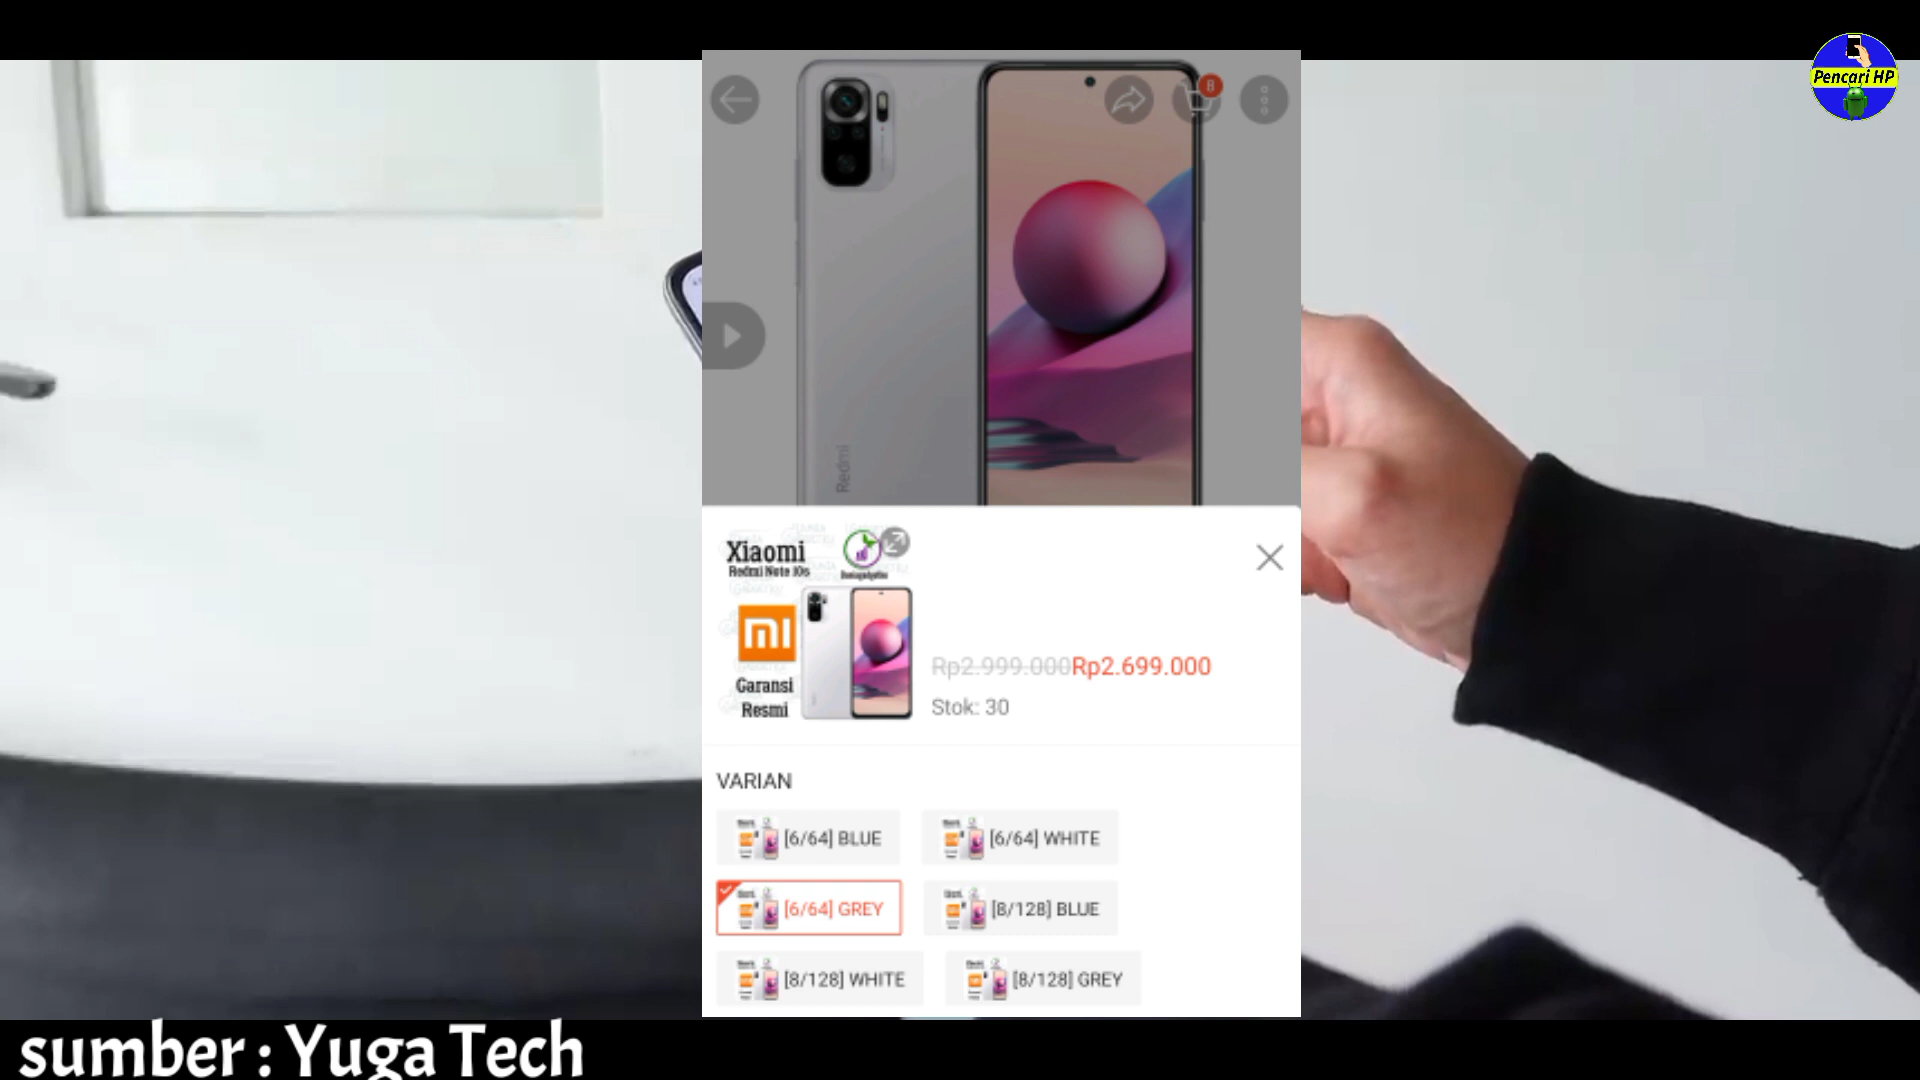 Pencari HP
8
Redmi
Xiaomi
Redmi Note 10s
mi
Garansi
Resmi
Rp2.999.000 Rp2.699.000
Stok: 30
VARIAN
[6/64] BLUE
[6/64] WHITE
[6/64] GREY
[8/128] BLUE
[8/128] WHITE
[8/128] GREY
sumber : Yuga Tech